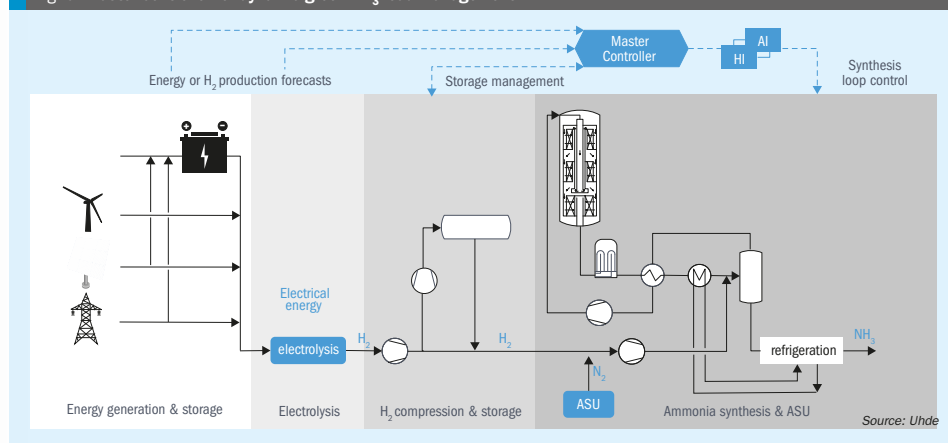 Master
Controller
AI
HI
Energy or H₂ production forecasts
Storage management
Synthesis
loop control
Electrical
energy
electrolysis
H₂
H₂
N₂
ASU
M
refrigeration
NH₃
Energy generation & storage
Electrolysis
H₂ compression & storage
Ammonia synthesis & ASU
Source: Uhde